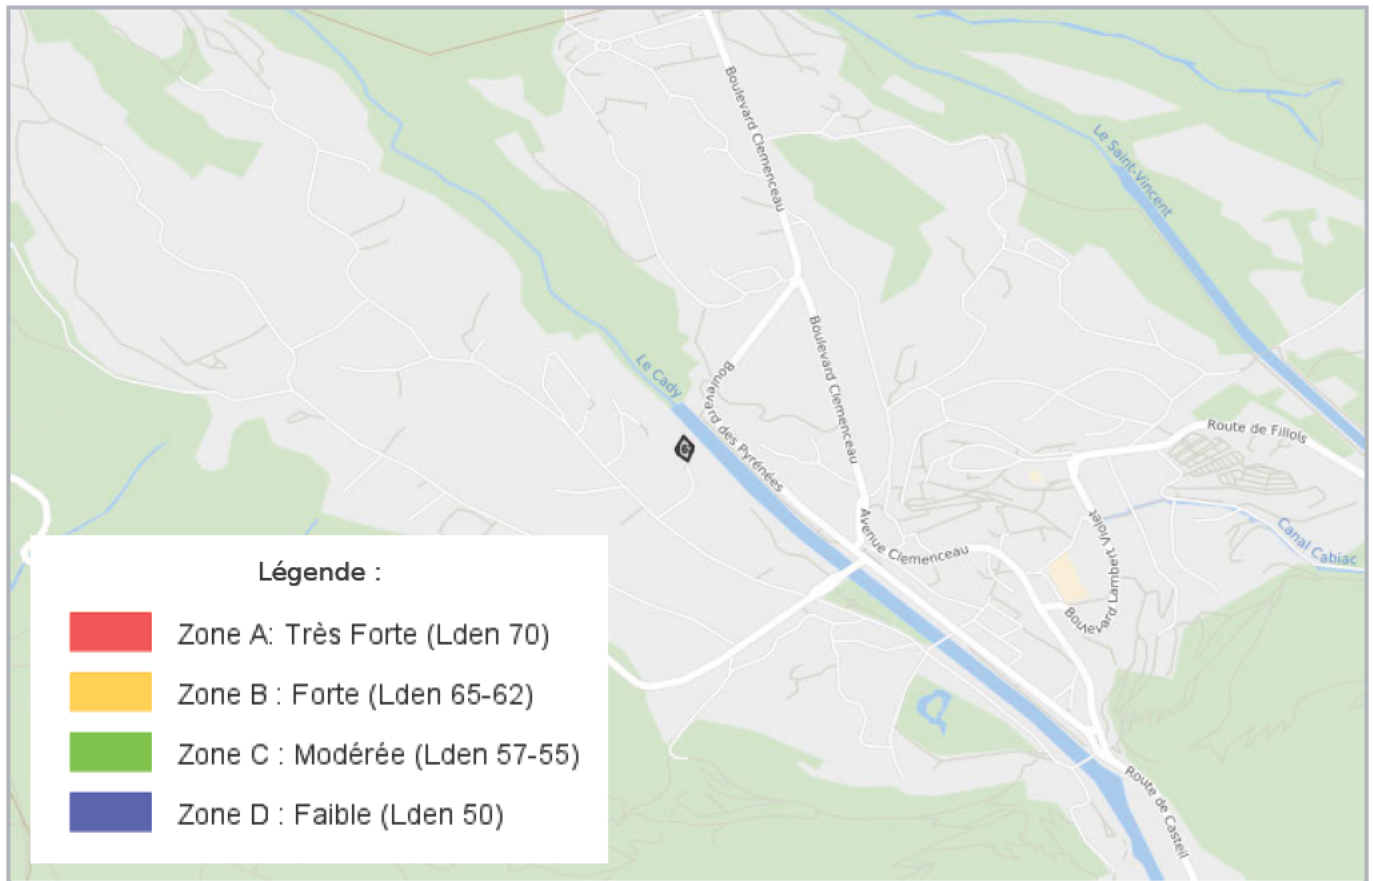 Boulevard Clemenceau
Le Saint-Vincent
Boulevard Clemenceau
Le Cady
Boulevard des Pyrénées
Route de Fillols
Avenue Clemenceau
Boulevard Lambert Violet
Canal Cabiac
Route de Casteil
C
Légende :
Zone A: Très Forte (Lden 70)
Zone B : Forte (Lden 65-62)
Zone C : Modérée (Lden 57-55)
Zone D : Faible (Lden 50)